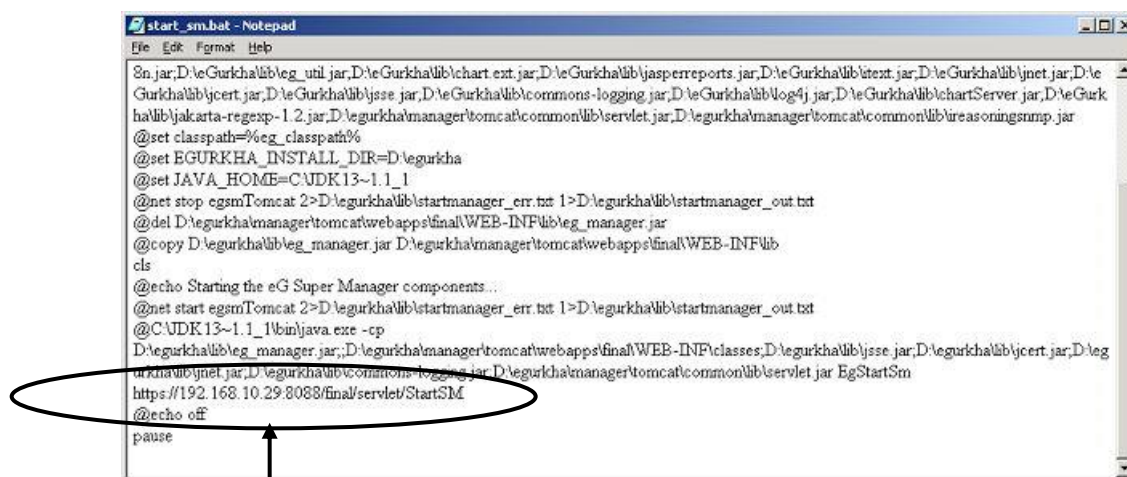 start_sm.bat - Notepad
File Edit Format Help
8n.jar;D:\eGurkha\lib\eg_util.jar;D:\eGurkha\lib\chart.ext.jar;D:\eGurkha\lib\jasperreports.jar;D:\eGurkha\lib\itext.jar;D:\eGurkha\lib\jnet.jar;D:\e
Gurkha\lib\jcert.jar;D:\eGurkha\lib\jsse.jar;D:\eGurkha\lib\commons-logging.jar;D:\eGurkha\lib\log4j.jar;D:\eGurkha\lib\chartServer.jar;D:\eGurk
ha\lib\jakarta-regexp-1.2.jar;D:\egurkha\manager\tomcat\common\lib\servlet.jar;D:\egurkha\manager\tomcat\common\lib\ireasoningsnmp.jar
@set classpath=%eg_classpath%
@set EGURKHA_INSTALL_DIR=D:\egurkha
@set JAVA_HOME=C:\JDK13~1.1_1
@net stop egsmTomcat 2>D:\egurkha\lib\startmanager_err.txt 1>D:\egurkha\lib\startmanager_out.txt
@del D:\egurkha\manager\tomcat\webapps\final\WEB-INF\lib\eg_manager.jar
@copy D:\egurkha\lib\eg_manager.jar D:\egurkha\manager\tomcat\webapps\final\WEB-INF\lib
cls
@echo Starting the eG Super Manager components...
@net start egsmTomcat 2>D:\egurkha\lib\startmanager_err.txt 1>D:\egurkha\lib\startmanager_out.txt
@C:\JDK13~1.1_1\bin\java.exe -cp
D:\egurkha\lib\eg_manager.jar;;D:\egurkha\manager\tomcat\webapps\final\WEB-INF\classes;D:\egurkha\lib\jsse.jar;D:\egurkha\lib\jcert.jar;D:\eg
urkha\lib\jnet.jar;D:\egurkha\lib\commons-logging.jar;D:\egurkha\manager\tomcat\common\lib\servlet.jar EgStartSm
https://192.168.10.29:8088/final/servlet/StartSM
@echo off
pause